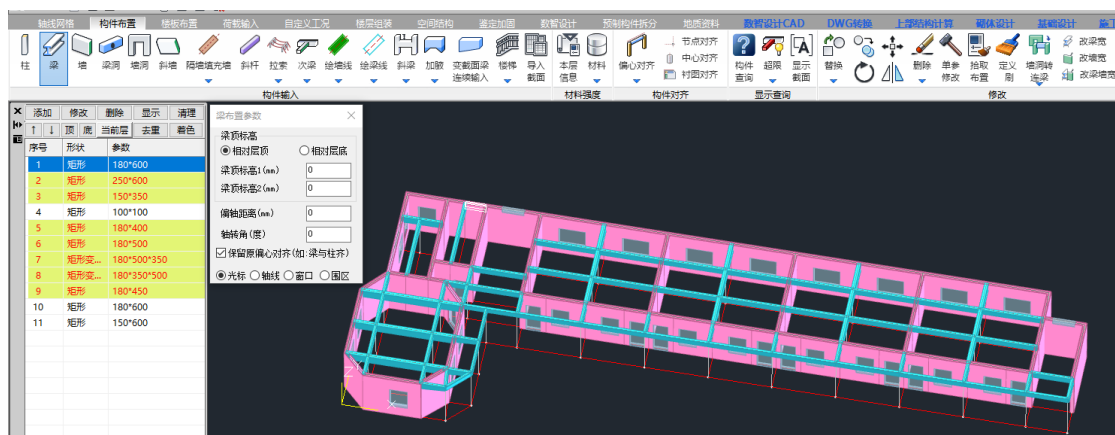 轴线网格 构件布置 楼板布置 荷载输入 自定义工况 楼层组装 空间结构 鉴定加固 数智设计 预制构件拆分 地质资料 数智设计CAD DWG转换 上部结构计算 砌体设计 基础设计 施工
柱 梁 墙 梁洞 墙洞 斜墙 隔墙填充墙 斜杆 拉索 次梁 绘墙线 绘梁线 斜梁 加腋 变截面梁 连续输入 楼梯 导入 截面 本层 信息 材料 偏心对齐 节点对齐 中心对齐 衬图对齐 构件 查询 超限 显示 截面 替换 删除 单参 修改 拾取 布置 定义 刷 墙洞转 连梁 改梁宽 改墙宽 改梁墙宽
构件输入 材料强度 构件对齐 显示查询 修改
添加 修改 删除 显示 清理
↑ ↓ 顶 底 当前层 去重 着色
序号 形状 参数
1 矩形 180*600
2 矩形 250*600
3 矩形 150*350
4 矩形 100*100
5 矩形 180*400
6 矩形 180*500
7 矩形变... 180*500*350
8 矩形变... 180*350*500
9 矩形 180*450
10 矩形 180*600
11 矩形 150*600
梁布置参数
梁顶标高
相对层顶 相对层底
梁顶标高1(mm) 0
梁顶标高2(mm) 0
偏轴距离(mm) 0
轴转角(度) 0
保留原偏心对齐(如:梁与柱齐)
光标 轴线 窗口 围区
Z
X